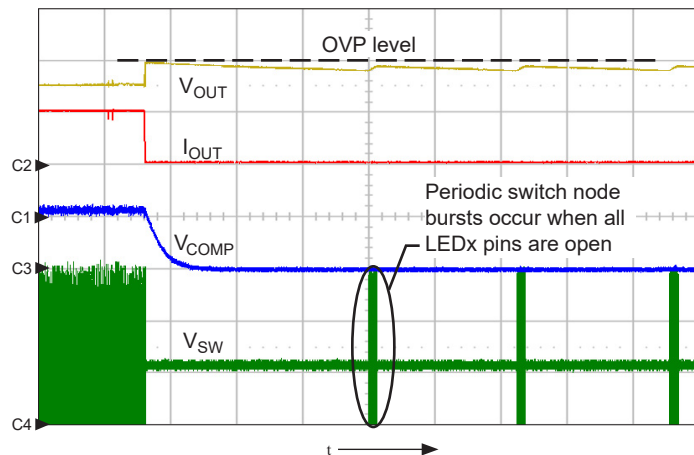 OVP level
VOUT
IOUT
C2
Periodic switch node
bursts occur when all
LEDx pins are open
C1
VCOMP
C3
VSW
C4
t